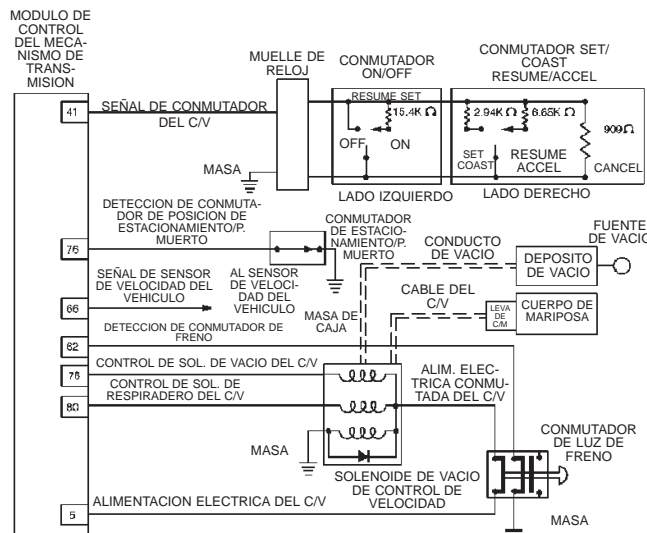 MODULO DE
CONTROL
DEL MECA-
NISMO DE
TRANS-
MISION
41
SEÑAL DE CONMUTADOR
DEL C/V
MUELLE DE
RELOJ
MASA
CONMUTADOR
ON/OFF
RESUME SET
15.4K Ω
OFF
ON
LADO IZQUIERDO
CONMUTADOR SET/
COAST
RESUME/ACCEL
2.94K Ω
6.65K Ω
909Ω
SET
COAST
RESUME
ACCEL
CANCEL
LADO DERECHO
76
DETECCION DE CONMUTA-
DOR DE POSICION DE
ESTACIONAMIENTO/P.
MUERTO
CONMUTADOR
DE ESTACIO-
NAMIENTO/P.
MUERTO
CONDUCTO
DE VACIO
DEPOSITO
DE VACIO
FUENTE
DE VACIO
66
SEÑAL DE SENSOR
DE VELOCIDAD DEL
VEHICULO
AL SENSOR
DE VELOCI-
DAD DEL
VEHICULO
MASA DE
CAJA
CABLE DEL
C/V
LEVA
DE
C/M
CUERPO DE
MARIPOSA
62
DETECCION DE CONMUTADOR DE
FRENO
78
CONTROL DE SOL. DE VACIO DEL C/V
80
CONTROL DE SOL. DE
RESPIRADERO DEL C/V
ALIM. ELEC-
TRICA CONMU-
TADA DEL C/V
MASA
SOLENOIDE DE VACIO
DE CONTROL DE
VELOCIDAD
CONMUTADOR
DE LUZ DE
FRENO
MASA
5
ALIMENTACION ELECTRICA DEL C/V